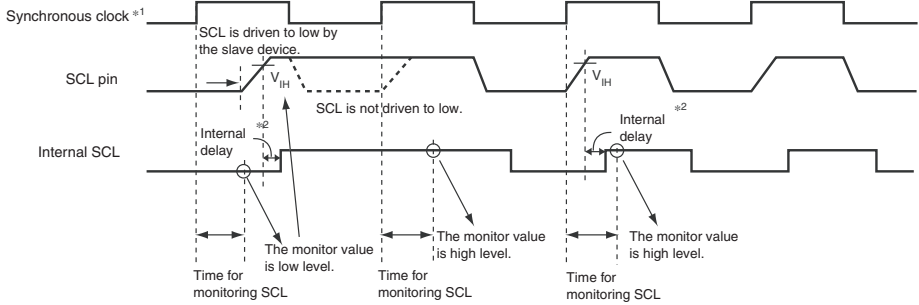 Synchronous clock *1
SCL is driven to low by
the slave device.
SCL pin
VIH
VIH
SCL is not driven to low.
*2
Internal
delay
*2
Internal
delay
Internal SCL
The monitor value
is low level.
The monitor value
is high level.
The monitor value
is high level.
Time for
monitoring SCL
Time for
monitoring SCL
Time for
monitoring SCL